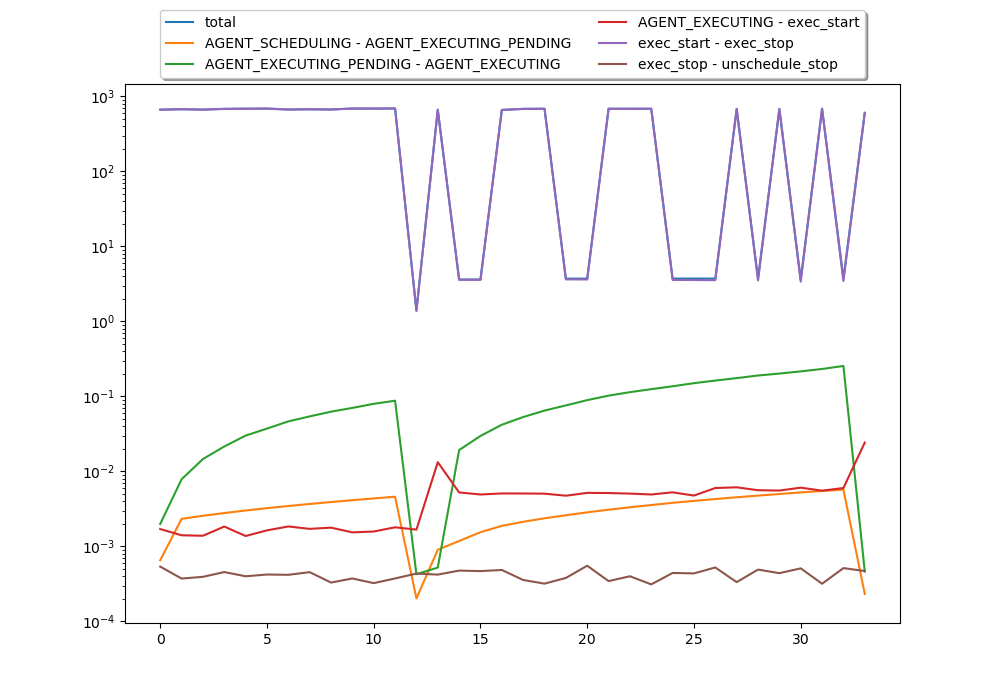 total
AGENT_SCHEDULING - AGENT_EXECUTING_PENDING
AGENT_EXECUTING_PENDING - AGENT_EXECUTING
AGENT_EXECUTING - exec_start
exec_start - exec_stop
exec_stop - unschedule_stop
10³
10²
10¹
10⁰
10⁻¹
10⁻²
10⁻³
10⁻⁴
0 5 10 15 20 25 30